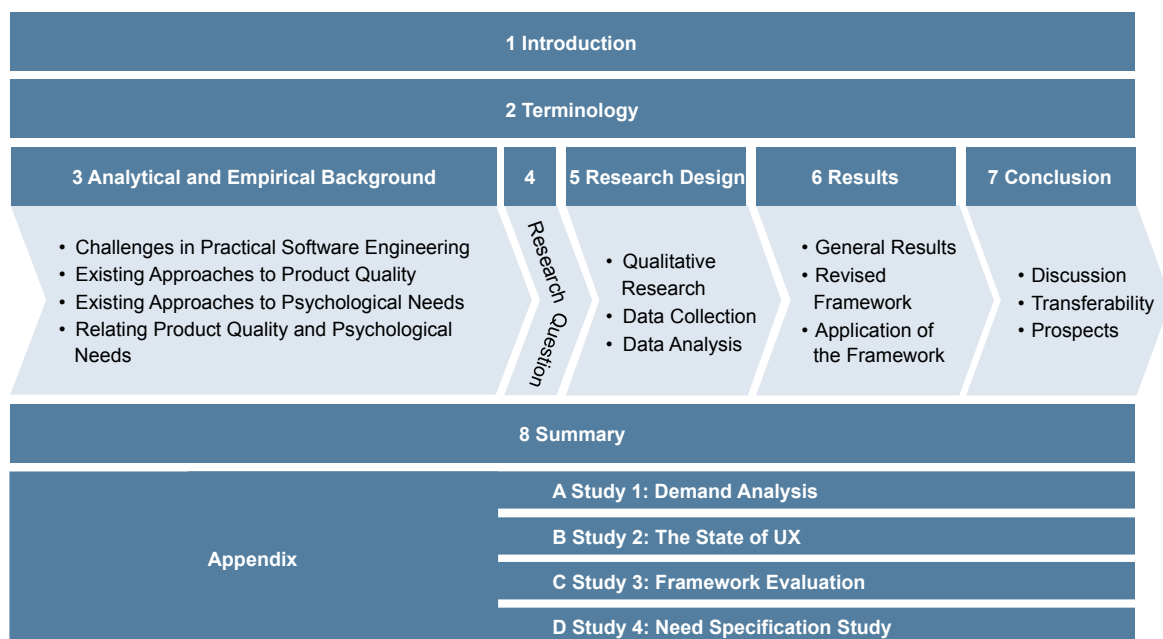 1 Introduction
2 Terminology
3 Analytical and Empirical Background
4
5 Research Design
6 Results
7 Conclusion
• Challenges in Practical Software Engineering
• Existing Approaches to Product Quality
• Existing Approaches to Psychological Needs
• Relating Product Quality and Psychological
Needs
Research Question
• Qualitative
Research
• Data Collection
• Data Analysis
• General Results
• Revised
Framework
• Application of
the Framework
• Discussion
• Transferability
• Prospects
8 Summary
Appendix
A Study 1: Demand Analysis
B Study 2: The State of UX
C Study 3: Framework Evaluation
D Study 4: Need Specification Study